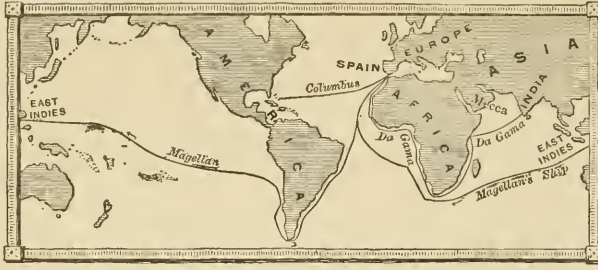 EUROPE
ASIA
AMERICA
SPAIN
Columbus
AFRICA
Mecca
INDIA
EAST
INDIES
Da Gama
Da Gama
EAST
INDIES
Magellan
Magellan's Ship